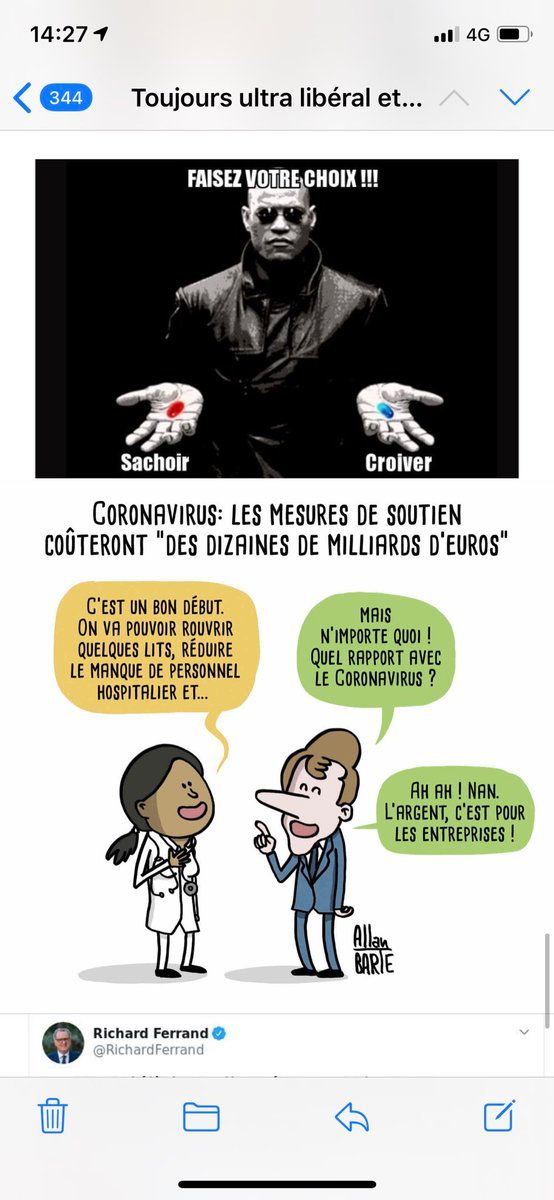 14:27
4G
344
Toujours ultra libéral et...
FAISEZ VOTRE CHOIX !!!
Sachoir
Croiver
CORONAVIRUS: LES MESURES DE SOUTIEN
COÛTERONT "DES DIZAINES DE MILLIARDS D'EUROS"
C'EST UN BON DÉBUT.
ON VA POUVOIR ROUVRIR
QUELQUES LITS, RÉDUIRE
LE MANQUE DE PERSONNEL
HOSPITALIER ET...
MAIS
N'IMPORTE QUOI !
QUEL RAPPORT AVEC
LE CORONAVIRUS ?
AH AH ! NAN.
L'ARGENT, C'EST POUR
LES ENTREPRISES !
Allan
BARTE
Richard Ferrand
@RichardFerrand